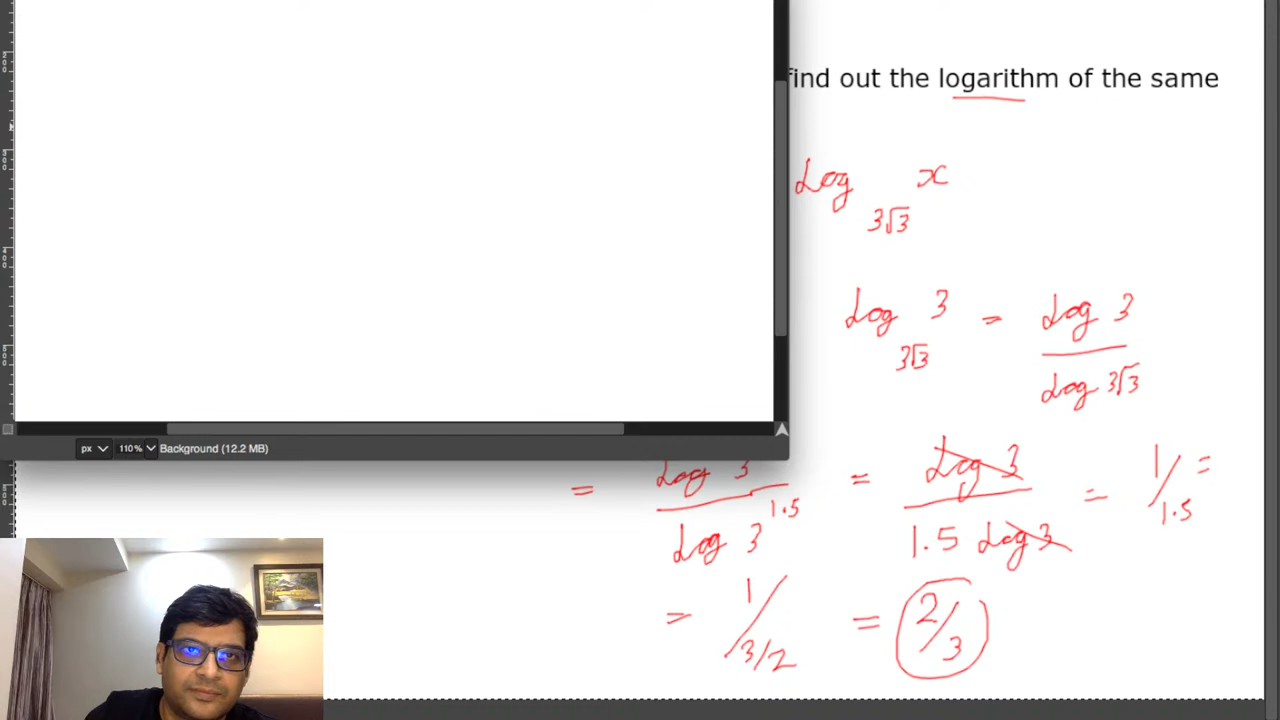 find out the logarithm of the same
Log 3√3 x
Log 3√3 3 = Log 3 / Log 3√3
= Log 3 / Log 3^1.5 = Log 3 / 1.5 Log 3 = 1/1.5 =
= 1/3/2 = 2/3
px 110% Background (12.2 MB)